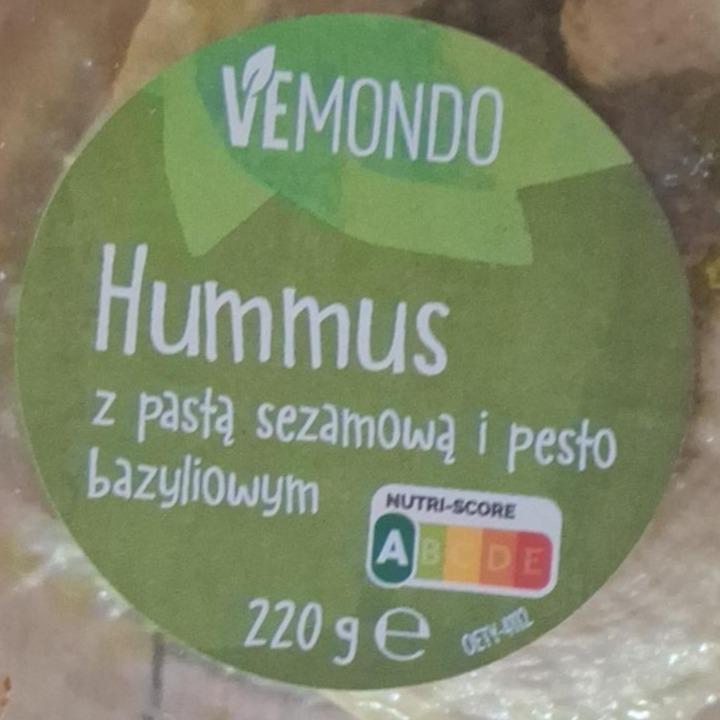 VEMONDO
Hummus
z pastą sezamową i pesto
bazyliowym
NUTRI-SCORE
A B C D E
220 g e